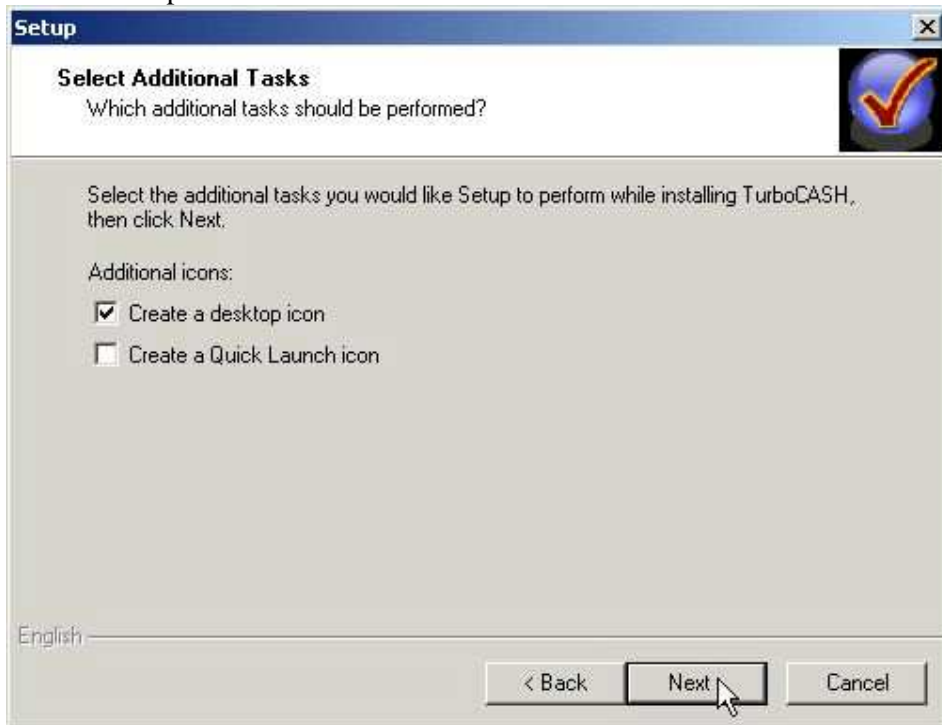 Setup
Select Additional Tasks
Which additional tasks should be performed?
Select the additional tasks you would like Setup to perform while installing TurboCASH,
then click Next.
Additional icons:
Create a desktop icon
Create a Quick Launch icon
English
< Back Next Cancel